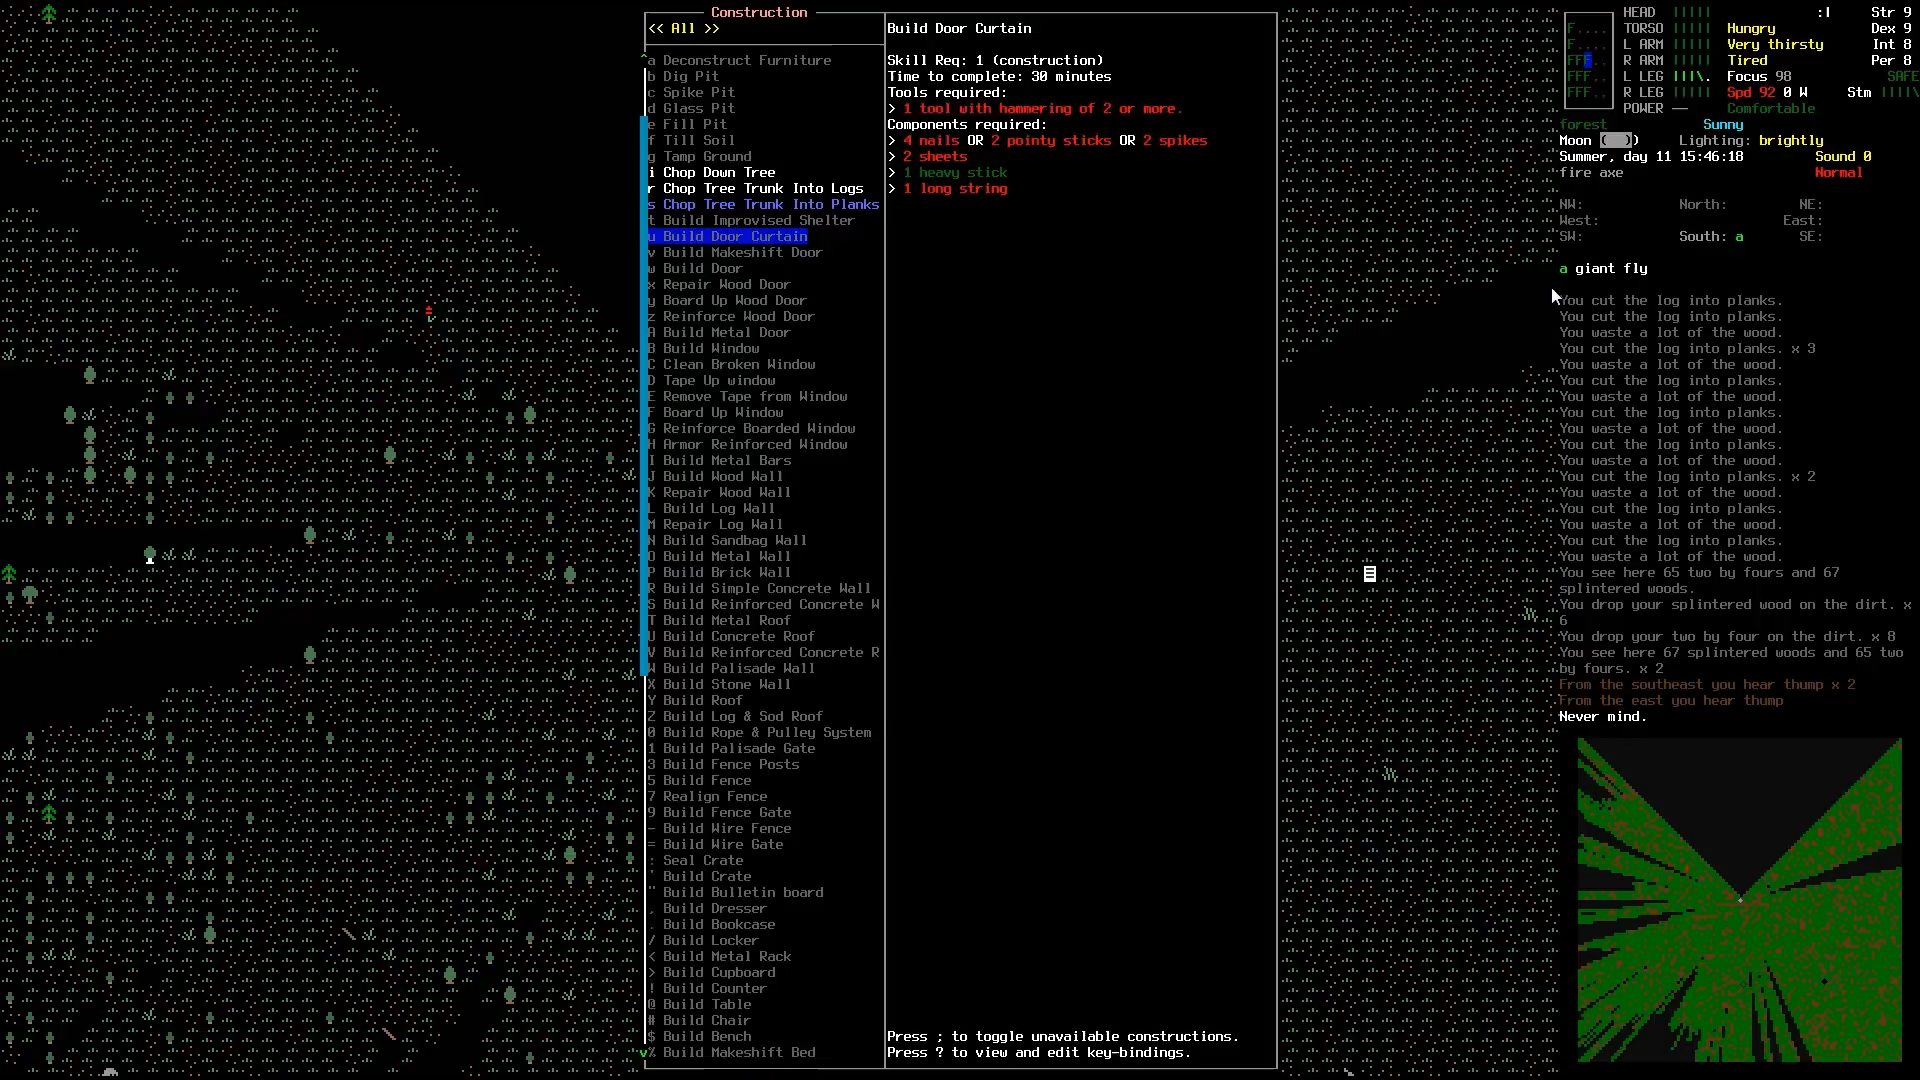 Construction
<< All >>
a Deconstruct Furniture
b Dig Pit
c Spike Pit
d Glass Pit
e Fill Pit
f Till Soil
g Tamp Ground
i Chop Down Tree
r Chop Tree Trunk Into Logs
s Chop Tree Trunk Into Planks
t Build Improvised Shelter
u Build Door Curtain
v Build Makeshift Door
w Build Door
x Repair Wood Door
y Board Up Wood Door
z Reinforce Wood Door
A Build Metal Door
B Build Window
C Clean Broken Window
D Tape Up window
E Remove Tape from Window
F Board Up Window
G Reinforce Boarded Window
H Armor Reinforced Window
I Build Metal Bars
J Build Wood Wall
K Repair Wood Wall
L Build Log Wall
M Repair Log Wall
N Build Sandbag Wall
O Build Metal Wall
P Build Brick Wall
R Build Simple Concrete Wall
S Build Reinforced Concrete W
T Build Metal Roof
U Build Concrete Roof
V Build Reinforced Concrete R
W Build Palisade Wall
X Build Stone Wall
Y Build Roof
Z Build Log & Sod Roof
0 Build Rope & Pulley System
1 Build Palisade Gate
3 Build Fence Posts
5 Build Fence
7 Realign Fence
9 Build Fence Gate
- Build Wire Fence
= Build Wire Gate
: Seal Crate
' Build Crate
" Build Bulletin board
, Build Dresser
. Build Bookcase
/ Build Locker
< Build Metal Rack
> Build Cupboard
! Build Counter
@ Build Table
# Build Chair
$ Build Bench
% Build Makeshift Bed
Build Door Curtain
Skill Req: 1 (construction)
Time to complete: 30 minutes
Tools required:
> 1 tool with hammering of 2 or more.
Components required:
> 4 nails OR 2 pointy sticks OR 2 spikes
> 2 sheets
> 1 heavy stick
> 1 long string
Press ; to toggle unavailable constructions.
Press ? to view and edit key-bindings.
F.... HEAD ||||| :| Str 9
TORSO ||||| Hungry Dex 9
F.... L ARM ||||| Very thirsty Int 8
FFF.. R ARM ||||| Tired Per 8
FFF.. L LEG |||\. Focus 98 SAFE
FFF.. R LEG ||||| Spd 92 0 W Stm ||||\
POWER — Comfortable
forest Sunny
Moon (  ) Lighting: brightly
Summer, day 11 15:46:18 Sound 0
fire axe Normal
NW: North: NE:
West: East:
SW: South: a SE:
a giant fly
You cut the log into planks.
You cut the log into planks.
You waste a lot of the wood.
You cut the log into planks. x 3
You waste a lot of the wood.
You cut the log into planks.
You waste a lot of the wood.
You cut the log into planks.
You waste a lot of the wood.
You cut the log into planks.
You waste a lot of the wood.
You cut the log into planks. x 2
You waste a lot of the wood.
You cut the log into planks.
You waste a lot of the wood.
You cut the log into planks.
You waste a lot of the wood.
You see here 65 two by fours and 67
splintered woods.
You drop your splintered wood on the dirt. x
6
You drop your two by four on the dirt. x 8
You see here 67 splintered woods and 65 two
by fours. x 2
From the southeast you hear thump x 2
From the east you hear thump
Never mind.